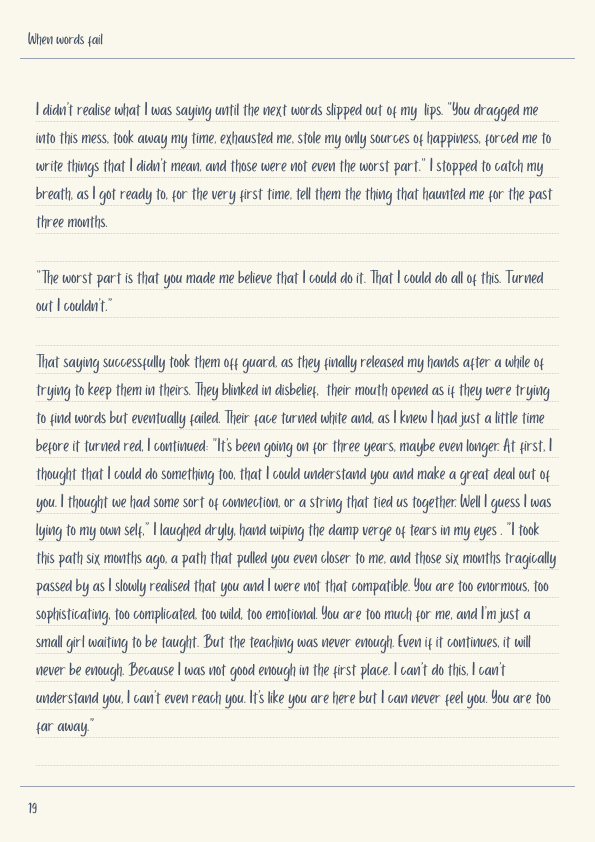 When words fail
I didn't realise what I was saying until the next words slipped out of my lips. "You dragged me
into this mess, took away my time, exhausted me, stole my only sources of happiness, forced me to
write things that I didn't mean, and those were not even the worst part." I stopped to catch my
breath, as I got ready to, for the very first time, tell them the thing that haunted me for the past
three months.
"The worst part is that you made me believe that I could do it. That I could do all of this. Turned
out I couldn't."
That saying successfully took them off guard, as they finally released my hands after a while of
trying to keep them in theirs. They blinked in disbelief, their mouth opened as if they were trying
to find words but eventually failed. Their face turned white and, as I knew I had just a little time
before it turned red, I continued: "It's been going on for three years, maybe even longer. At first, I
thought that I could do something too, that I could understand you and make a great deal out of
you. I thought we had some sort of connection, or a string that tied us together. Well I guess I was
lying to my own self," I laughed dryly, hand wiping the damp verge of tears in my eyes . "I took
this path six months ago, a path that pulled you even closer to me, and those six months tragically
passed by as I slowly realised that you and I were not that compatible. You are too enormous, too
sophisticating, too complicated, too wild, too emotional. You are too much for me, and I'm just a
small girl waiting to be taught. But the teaching was never enough. Even if it continues, it will
never be enough. Because I was not good enough in the first place. I can't do this, I can't
understand you, I can't even reach you. It's like you are here but I can never feel you. You are too
far away."
19